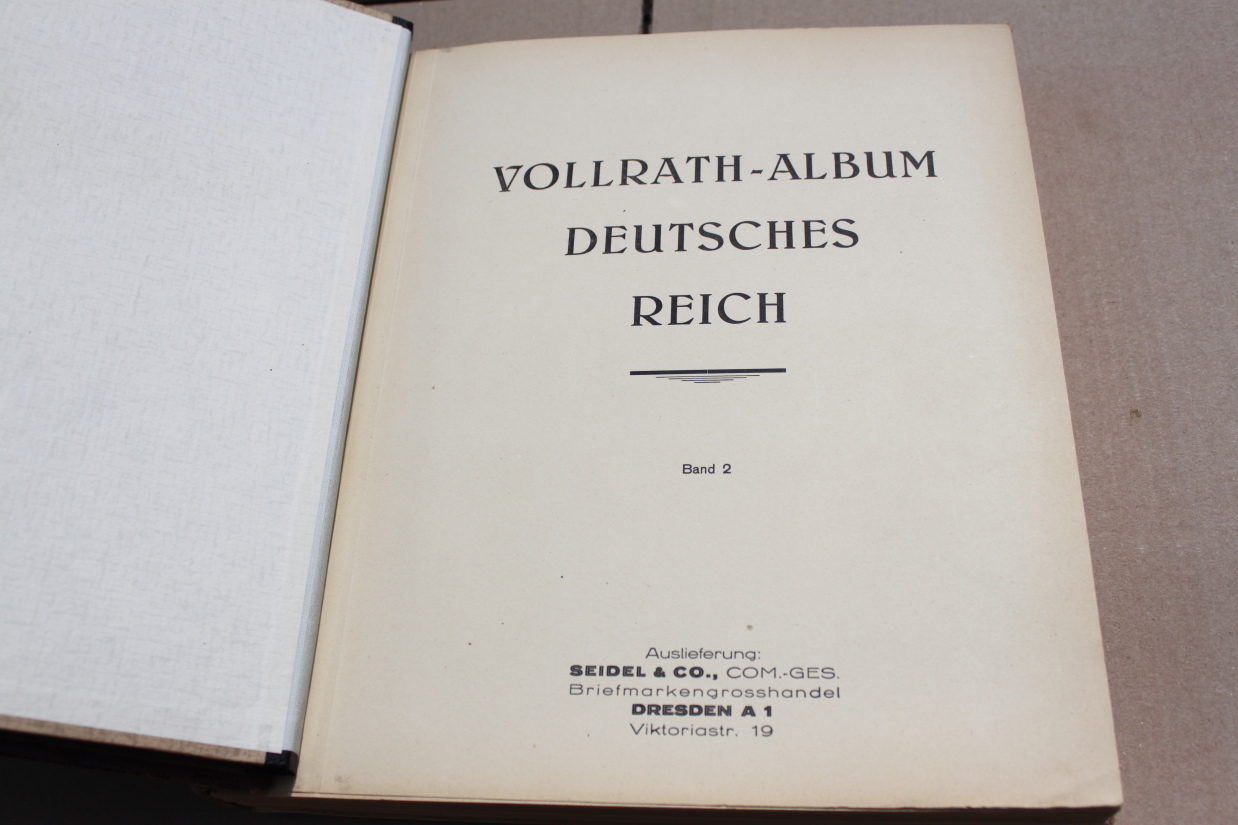 VOLLRATH-ALBUM
DEUTSCHES
REICH
Band 2
Auslieferung:
SEIDEL & CO., COM.-GES.
Briefmarkengrosshandel
DRESDEN A 1
Viktoriastr. 19